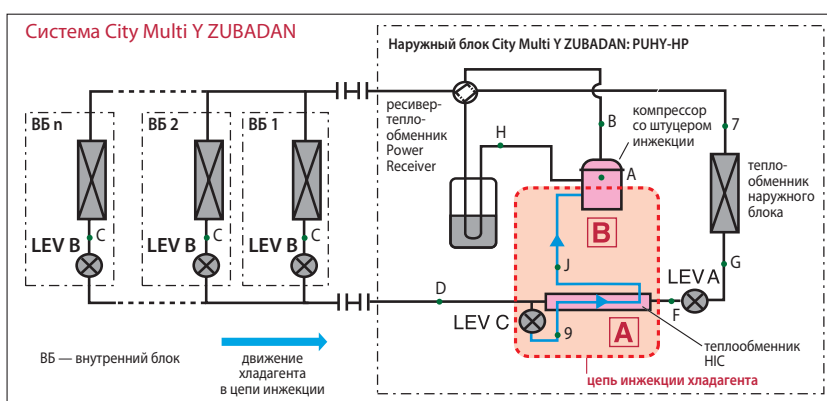 Система City Multi Y ZUBADAN
Наружный блок City Multi Y ZUBADAN: PUHY-HP
ВБ n
ВБ 2
ВБ 1
ресивер-
тепло-
обменник
Power
Receiver
H
B
компрессор
со штуцером
инжекции
A
7
тепло-
обменник
наружного
блока
LEV B
C
LEV B
C
LEV B
C
B
J
G
LEV A
D
LEV C
9
A
F
теплообменник
HIC
ВБ — внутренний блок
движение
хладагента
в цепи инжекции
цепь инжекции хладагента